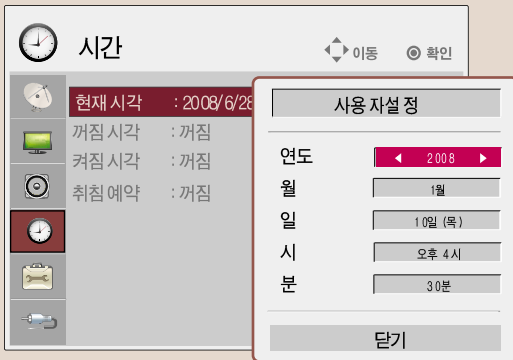 시간 이동 확인
현재 시각 : 2008/6/28
꺼짐 시각 : 꺼짐
켜짐 시각 : 꺼짐
취침 예약 : 꺼짐
사용자설정
연도 2008
월 1월
일 10일 (목)
시 오후 4시
분 30분
닫기